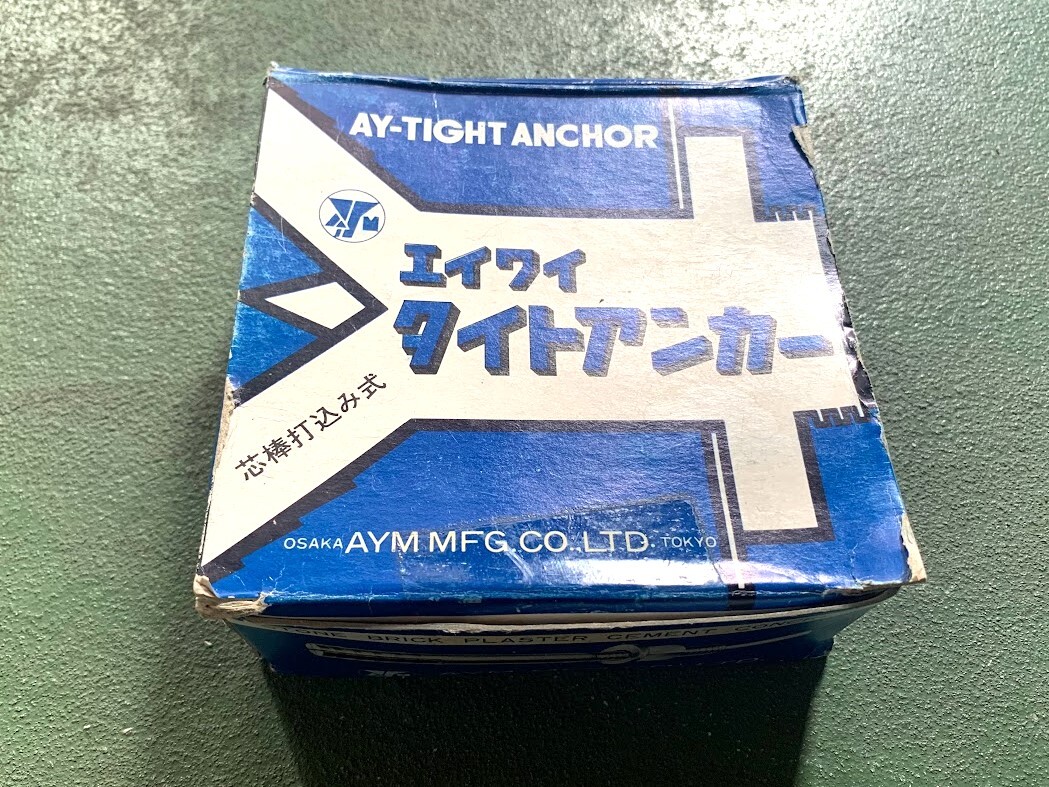 AY-TIGHT ANCHOR
エイワイ
タイトアンカー
芯棒打込み式
OSAKA AYM MFG. CO., LTD. TOKYO
BRICK PLASTER CEMENT